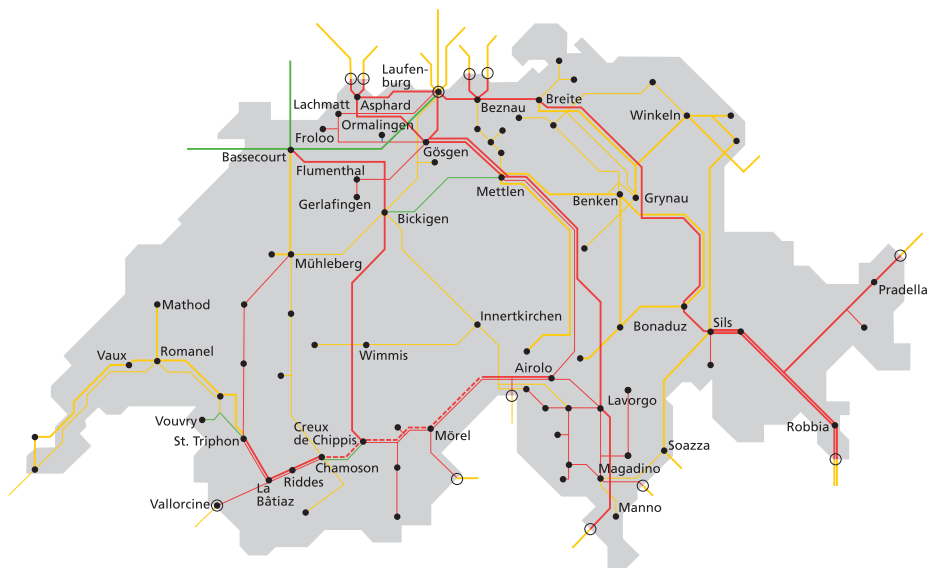 Laufen-
burg
Lachmatt
Asphard
Beznau
Breite
Winkeln
Ormalingen
Froloo
Gösgen
Bassecourt
Flumenthal
Mettlen
Gerlafingen
Benken
Grynau
Bickigen
Mühleberg
Pradella
Mathod
Innertkirchen
Bonaduz
Sils
Vaux
Romanel
Wimmis
Airolo
Lavorgo
Vouvry
Creux
de Chippis
Mörel
Robbia
St. Triphon
Soazza
Chamoson
Magadino
Riddes
La
Bâtiaz
Vallorcine
Manno